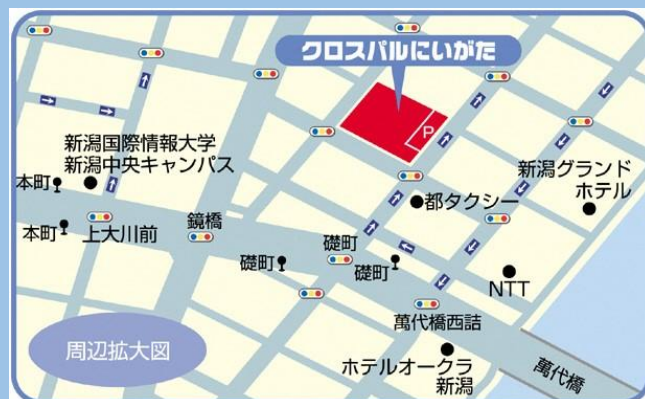 クロスパルにいがた
P
新潟国際情報大学
新潟中央キャンパス
本町
本町
上大川前
鏡橋
礎町
礎町
礎町
都タクシー
新潟グランド
ホテル
NTT
萬代橋西詰
ホテルオークラ
新潟
萬代橋
周辺拡大図